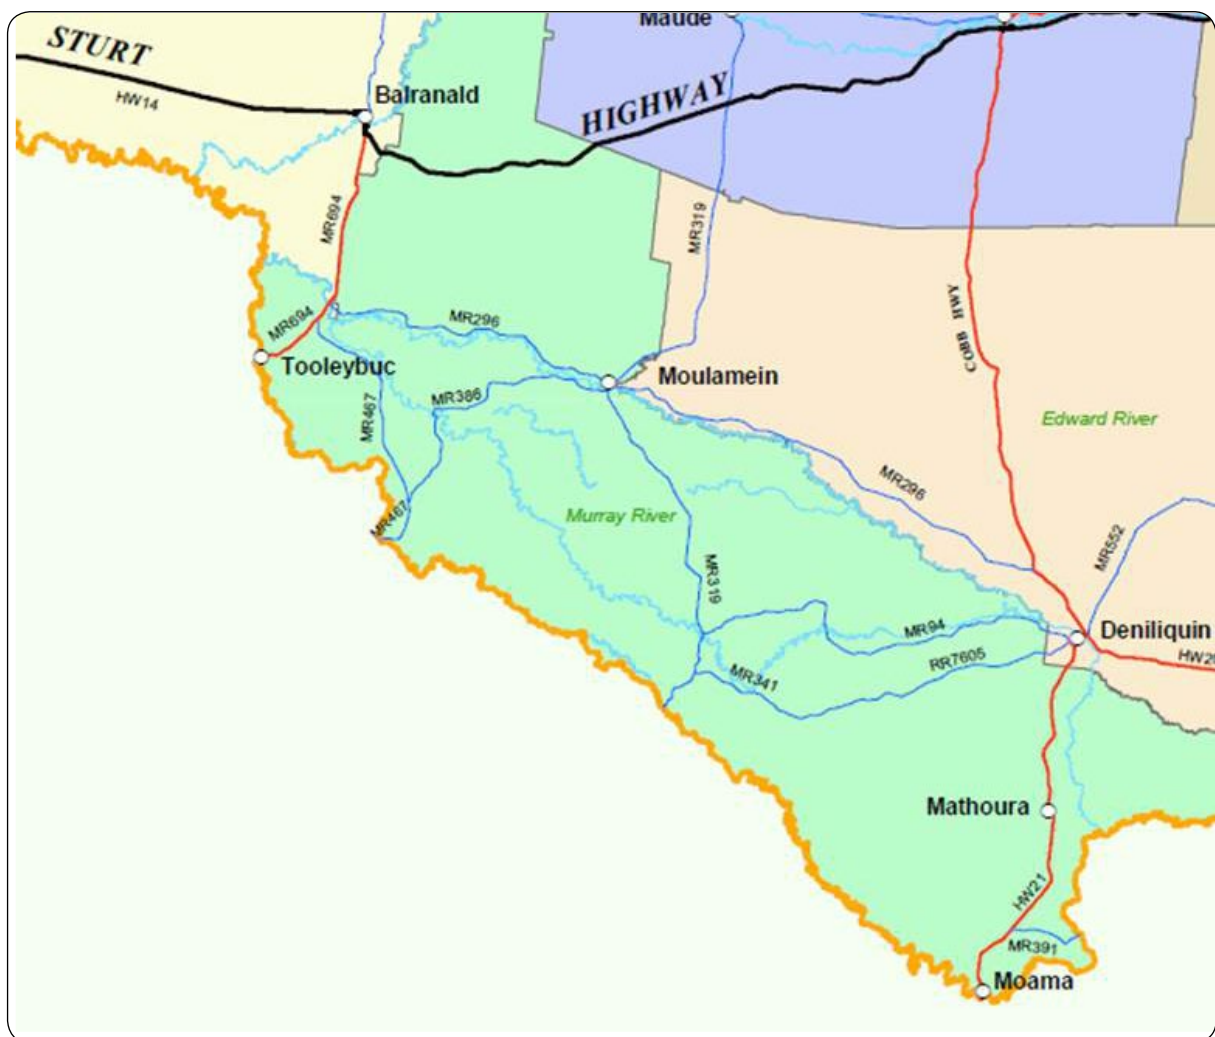 Maude
STURT
HW14
Balranald
HIGHWAY
MR694
MR319
COBB HWY
MR694
MR296
Tooleybuc
Moulamein
MR386
MR467
Edward River
MR296
MR467
Murray River
MR552
MR319
MR94
Deniliquin
RR7605
MR341
Mathoura
HW21
MR391
Moama